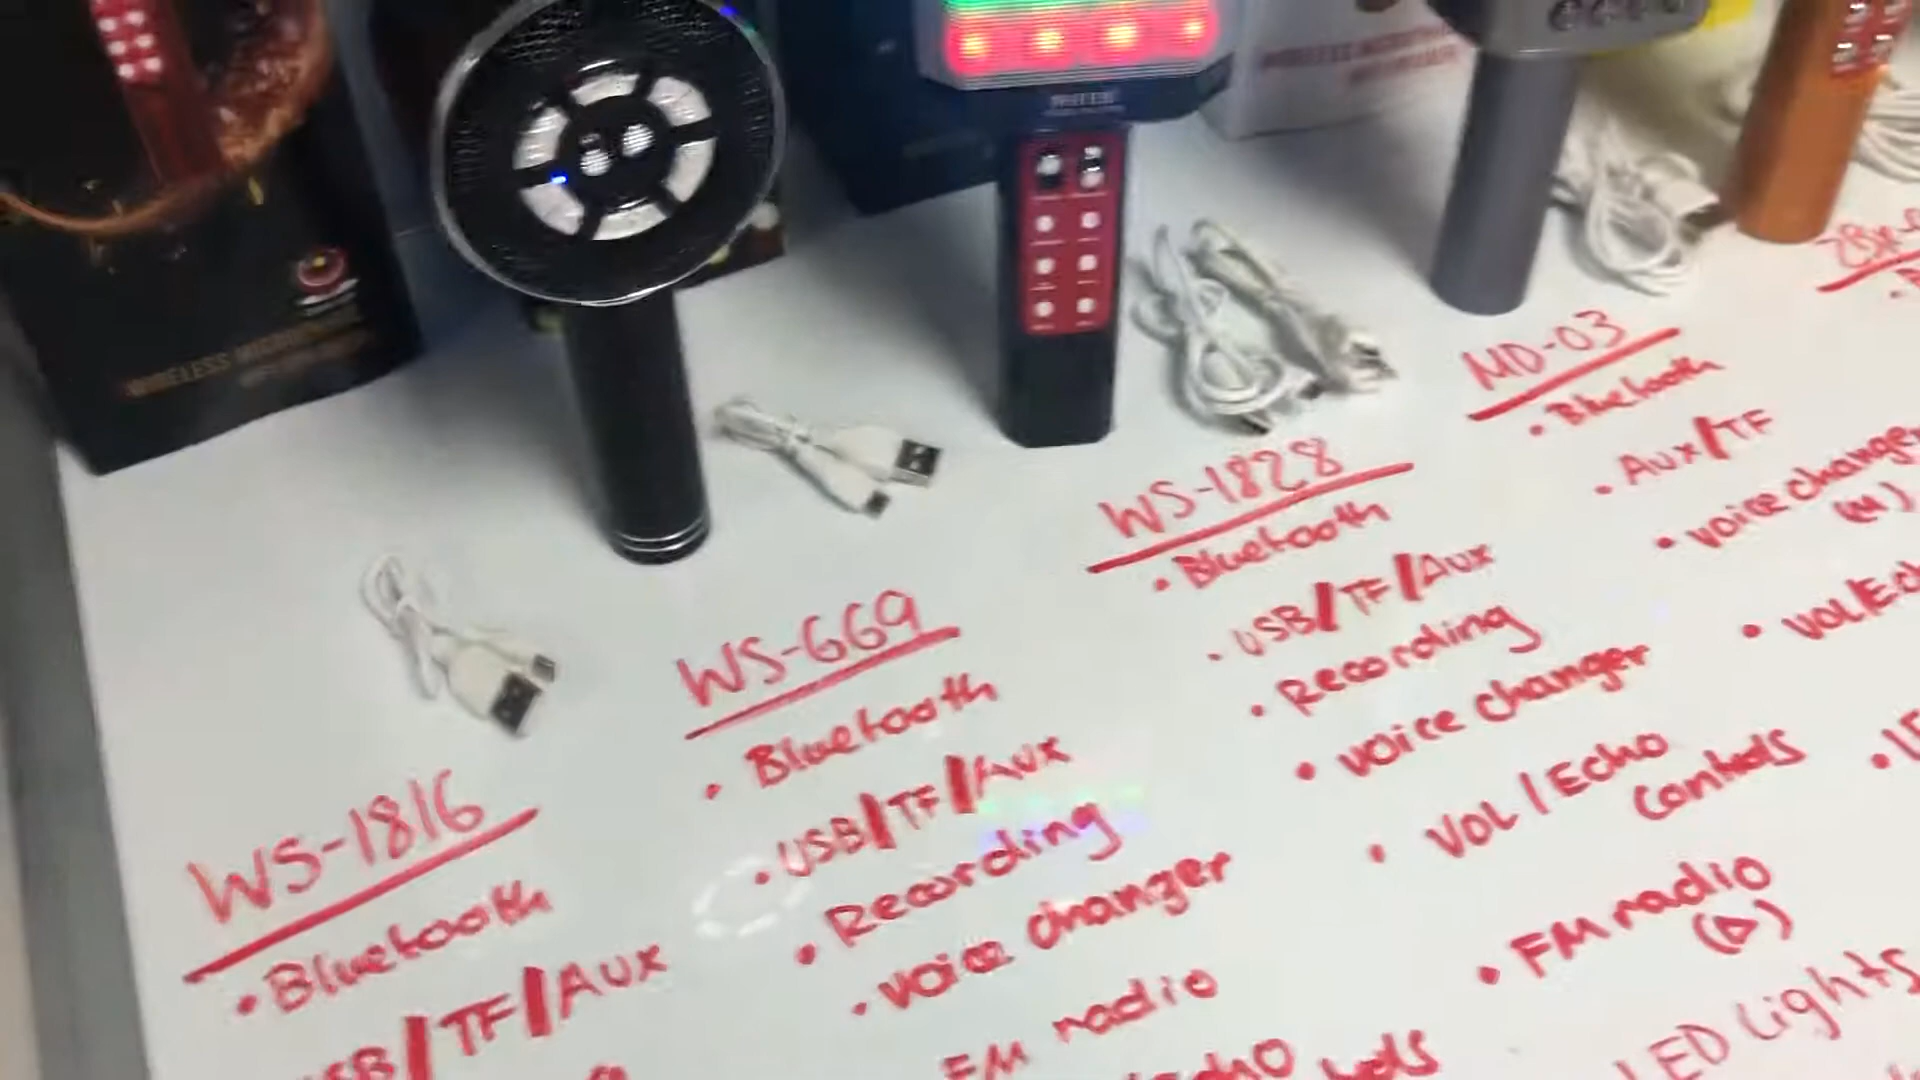 WIRELESS MICROPHONE
WS-1816
• Bluetooth
USB/TF/AUX
WS-669
• Bluetooth
• USB/TF/Aux
• Recording
• voice changer
FM radio
Echo
WS-1828
• Bluetooth
• USB/TF/Aux
• Recording
• voice changer
• VOL/Echo
Controls
• FM radio
LED Lights
MD-03
• Bluetooth
• Aux/TF
• voice changer
(M)